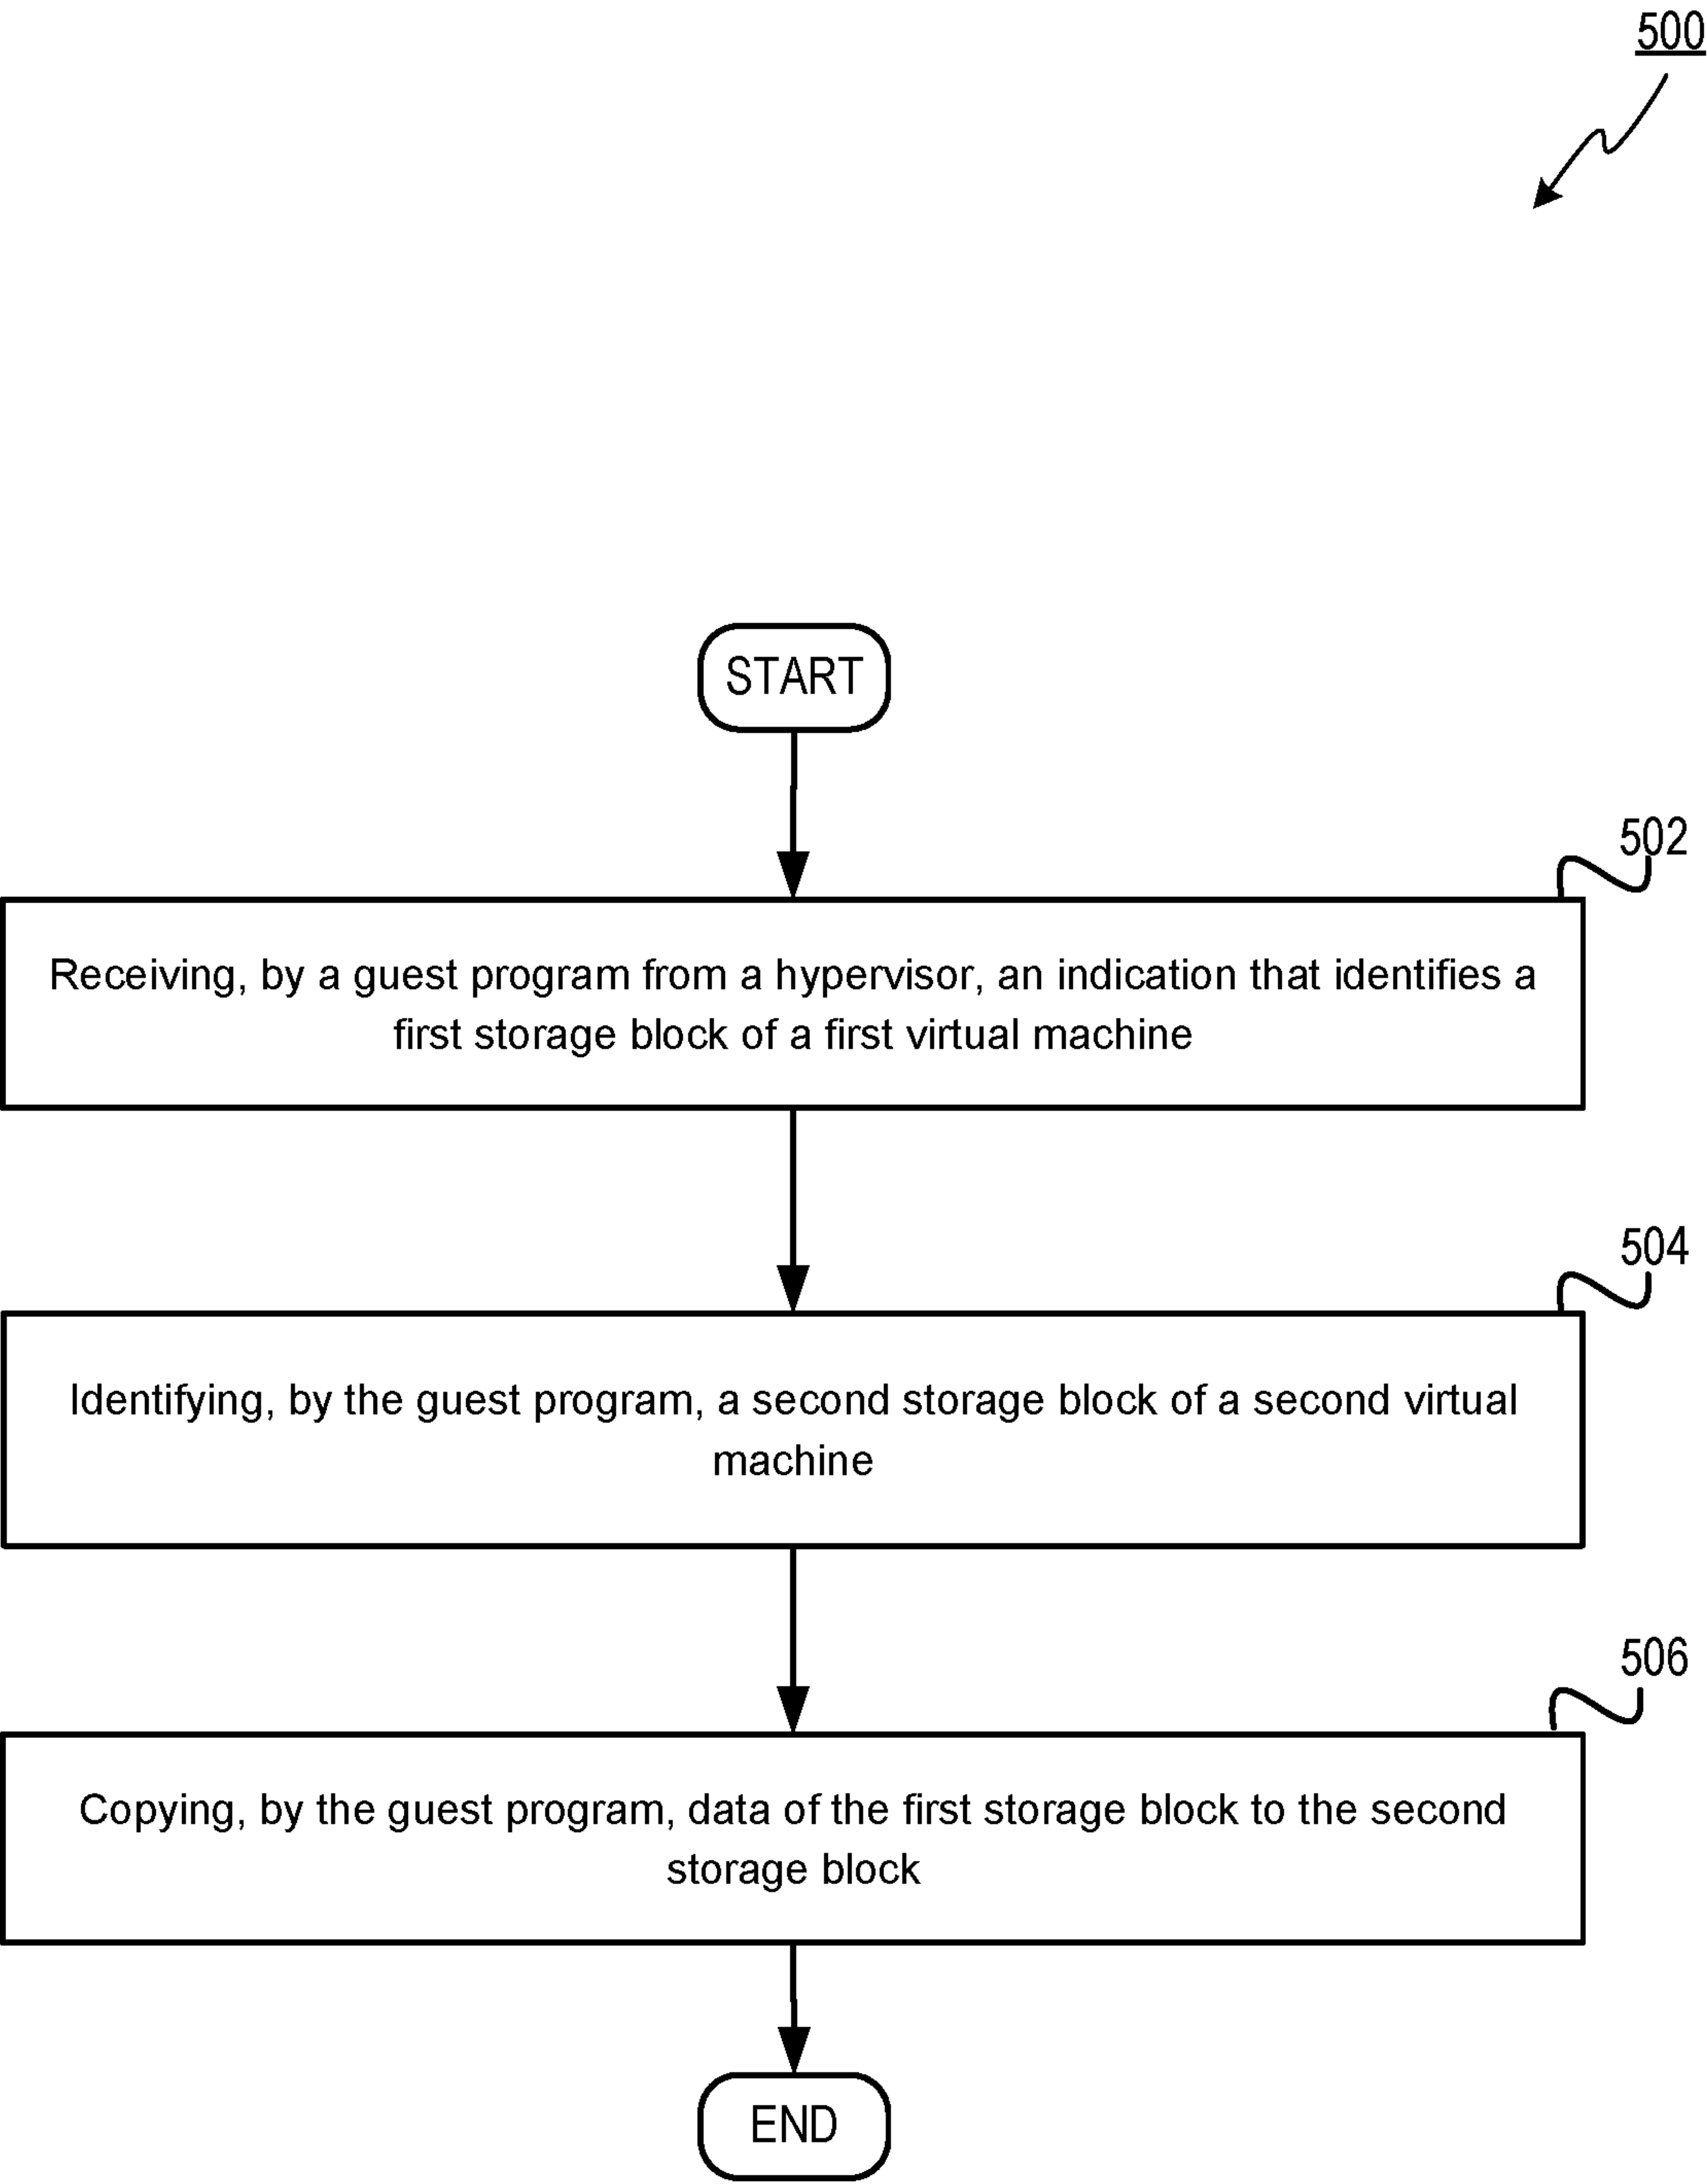 500
START
502
Receiving, by a guest program from a hypervisor, an indication that identifies a
first storage block of a first virtual machine
504
Identifying, by the guest program, a second storage block of a second virtual
machine
506
Copying, by the guest program, data of the first storage block to the second
storage block
END